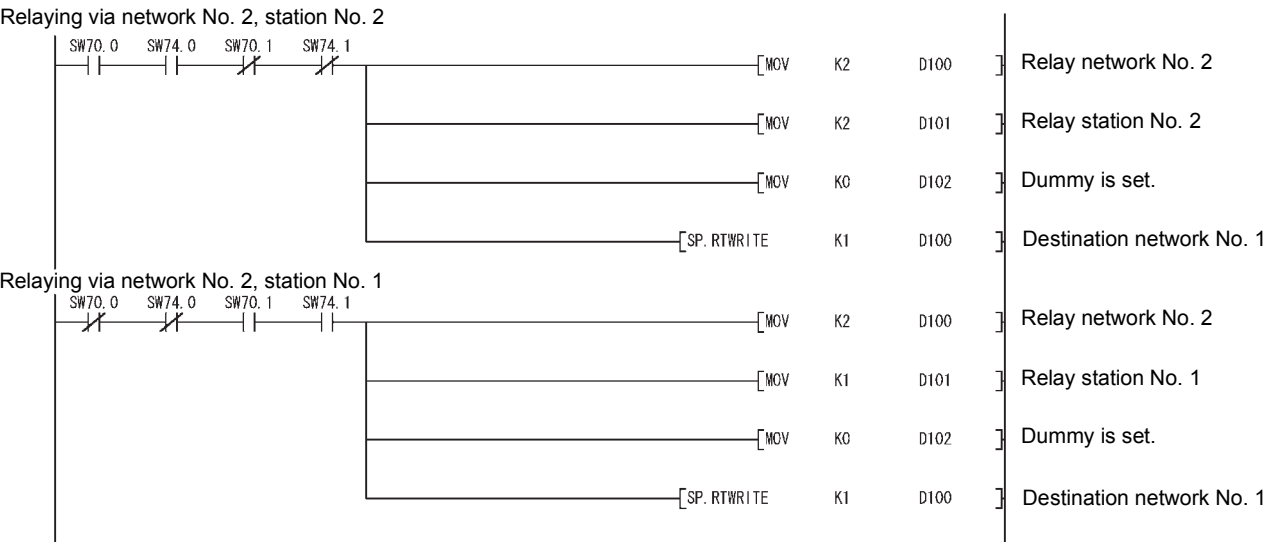 Relaying via network No. 2, station No. 2
SW70. 0 SW74. 0 SW70. 1 SW74. 1
MOV K2 D100 Relay network No. 2
MOV K2 D101 Relay station No. 2
MOV K0 D102 Dummy is set.
SP. RTWRITE K1 D100 Destination network No. 1
Relaying via network No. 2, station No. 1
SW70. 0 SW74. 0 SW70. 1 SW74. 1
MOV K2 D100 Relay network No. 2
MOV K1 D101 Relay station No. 1
MOV K0 D102 Dummy is set.
SP. RTWRITE K1 D100 Destination network No. 1